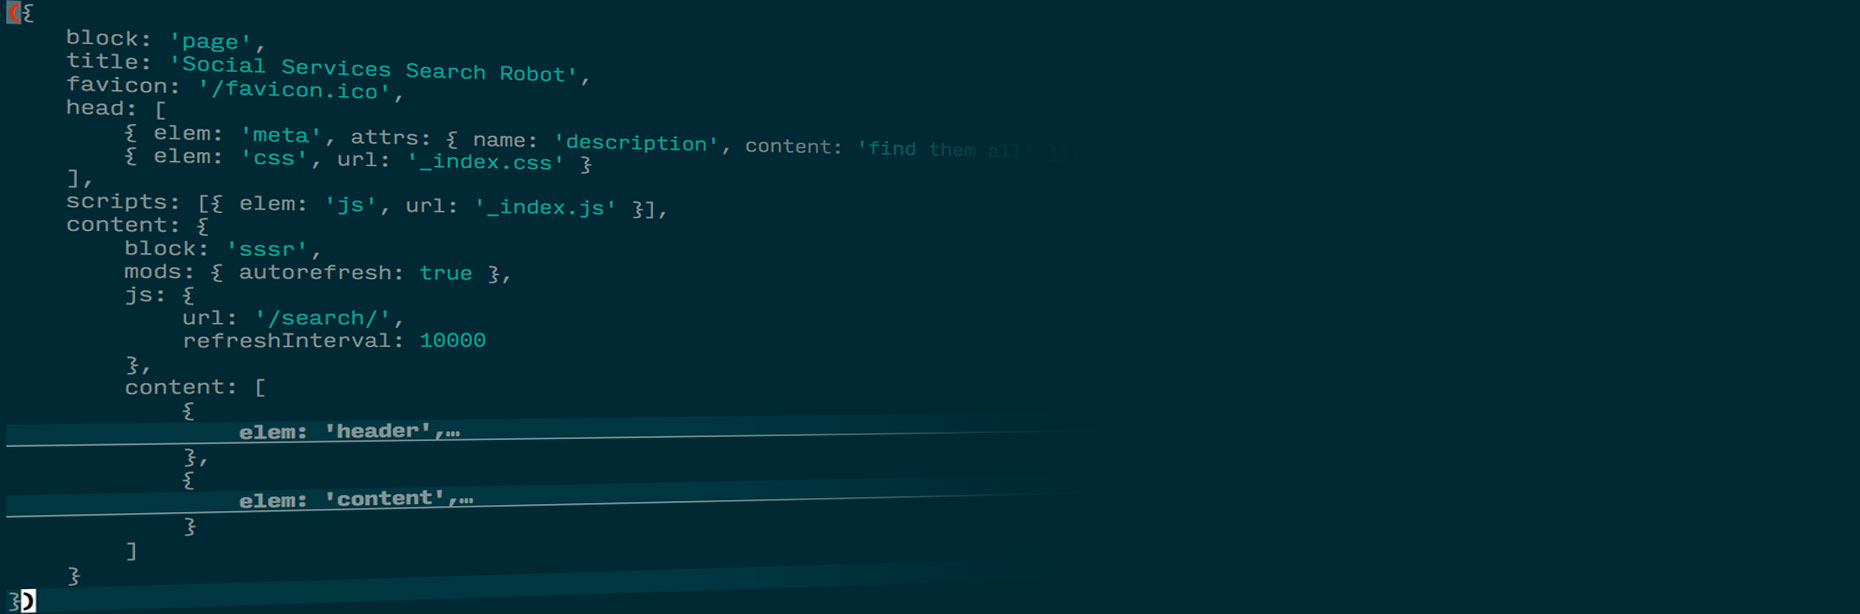 ({
block: 'page',
title: 'Social Services Search Robot',
favicon: '/favicon.ico',
head: [
{ elem: 'meta', attrs: { name: 'description', content: 'find them all' }},
{ elem: 'css', url: '_index.css' }
],
scripts: [{ elem: 'js', url: '_index.js' }],
content: {
block: 'sssr',
mods: { autorefresh: true },
js: {
url: '/search/',
refreshInterval: 10000
},
content: [
{
elem: 'header',…
},
{
elem: 'content',…
}
]
}
})